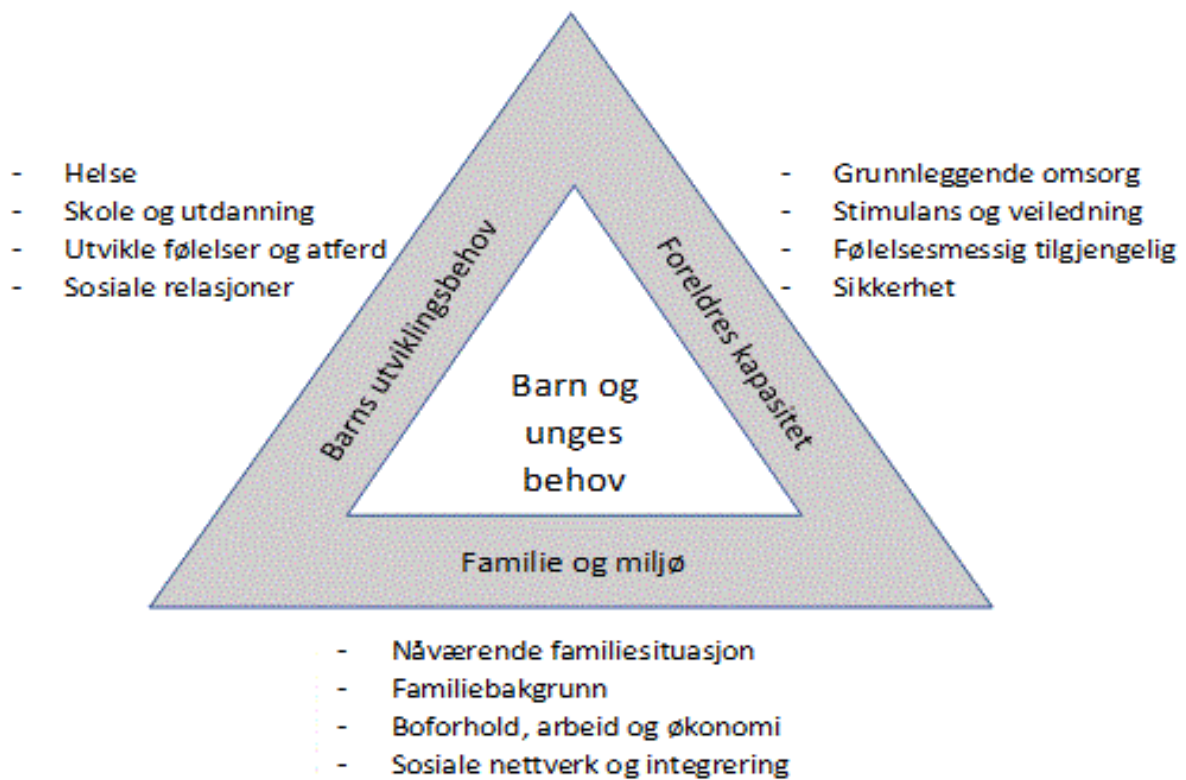 - Helse
- Skole og utdanning
- Utvikle følelser og atferd
- Sosiale relasjoner
Barns utviklingsbehov
Barn og
unges
behov
Foreldres kapasitet
- Grunnleggende omsorg
- Stimulans og veiledning
- Følelsesmessig tilgjengelig
- Sikkerhet
Familie og miljø
- Nåværende familiesituasjon
- Familiebakgrunn
- Boforhold, arbeid og økonomi
- Sosiale nettverk og integrering